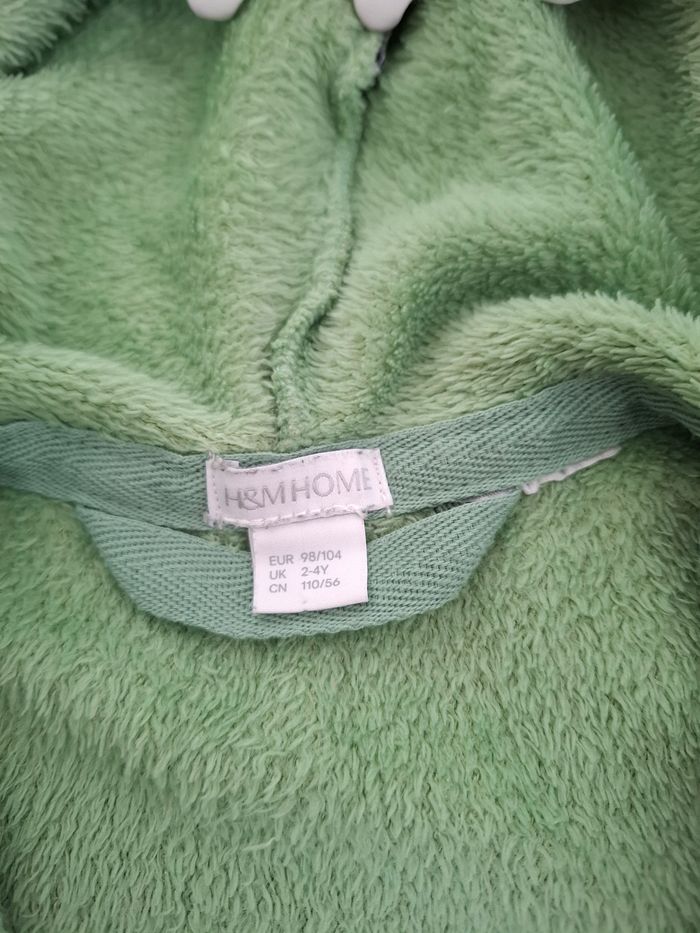 H&M HOME
EUR 98/104
UK 2-4Y
CN 110/56